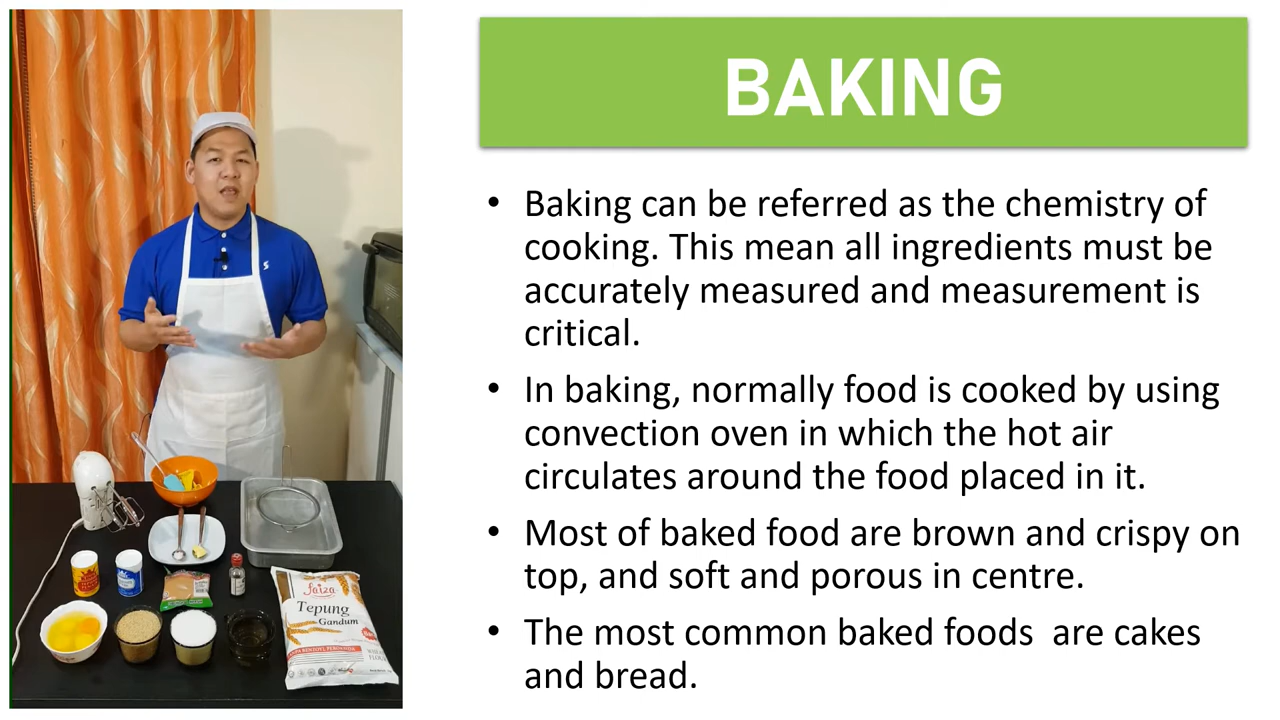 BAKING
• Baking can be referred as the chemistry of
cooking. This mean all ingredients must be
accurately measured and measurement is
critical.
• In baking, normally food is cooked by using
convection oven in which the hot air
circulates around the food placed in it.
• Most of baked food are brown and crispy on
top, and soft and porous in centre.
• The most common baked foods  are cakes
and bread.
faiza
Tepung
Gandum